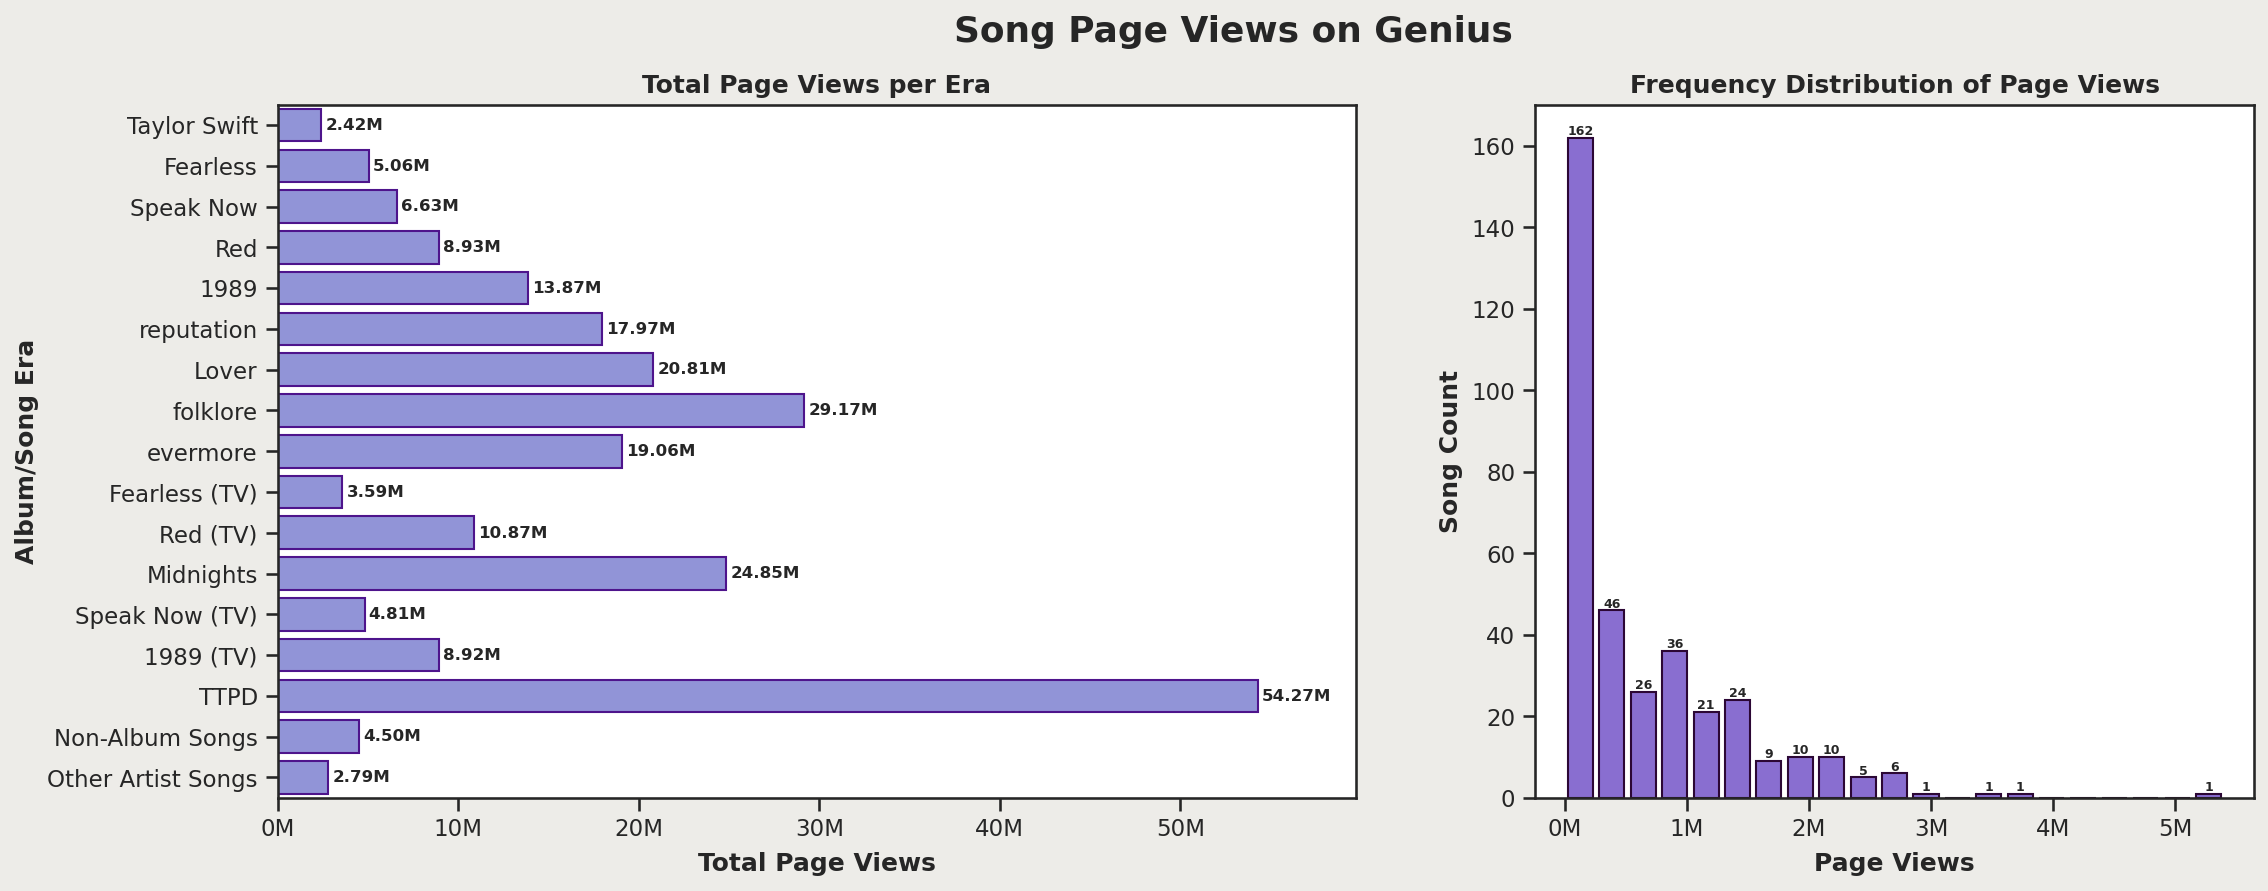 Song Page Views on Genius
Total Page Views per Era
Album/Song Era
Taylor Swift 2.42M
Fearless 5.06M
Speak Now 6.63M
Red 8.93M
1989 13.87M
reputation 17.97M
Lover 20.81M
folklore 29.17M
evermore 19.06M
Fearless (TV) 3.59M
Red (TV) 10.87M
Midnights 24.85M
Speak Now (TV) 4.81M
1989 (TV) 8.92M
TTPD 54.27M
Non-Album Songs 4.50M
Other Artist Songs 2.79M
0M 10M 20M 30M 40M 50M
Total Page Views
Frequency Distribution of Page Views
Song Count
160
140
120
100
80
60
40
20
0
162 46 26 36 21 24 9 10 10 5 6 1 1 1 1
0M 1M 2M 3M 4M 5M
Page Views